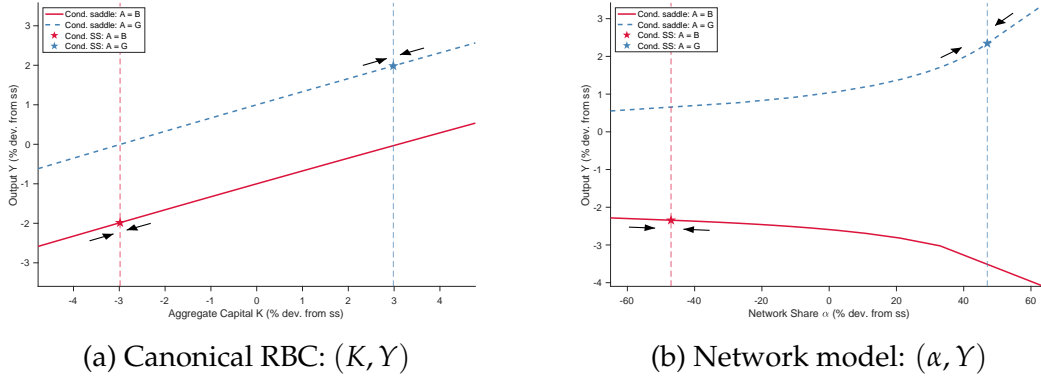 Cond. saddle: A = B
Cond. saddle: A = G
Cond. SS: A = B
Cond. SS: A = G
Output Y (% dev. from ss)
3
2
1
0
-1
-2
-3
-4 -3 -2 -1 0 1 2 3 4
Aggregate Capital K (% dev. from ss)
(a) Canonical RBC: (K, Y)
Cond. saddle: A = B
Cond. saddle: A = G
Cond. SS: A = B
Cond. SS: A = G
Output Y (% dev. from ss)
3
2
1
0
-1
-2
-3
-4
-60 -40 -20 0 20 40 60
Network Share α (% dev. from ss)
(b) Network model: (α, Y)